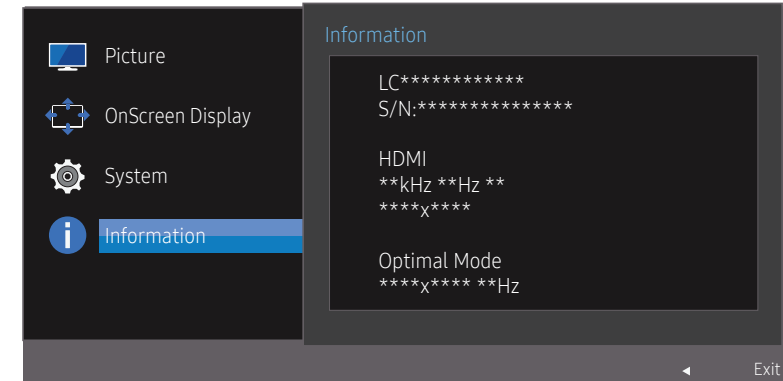 Picture
OnScreen Display
System
Information
Information
LC************
S/N:***************
HDMI
**kHz **Hz **
****x****
Optimal Mode
****x**** **Hz
Exit